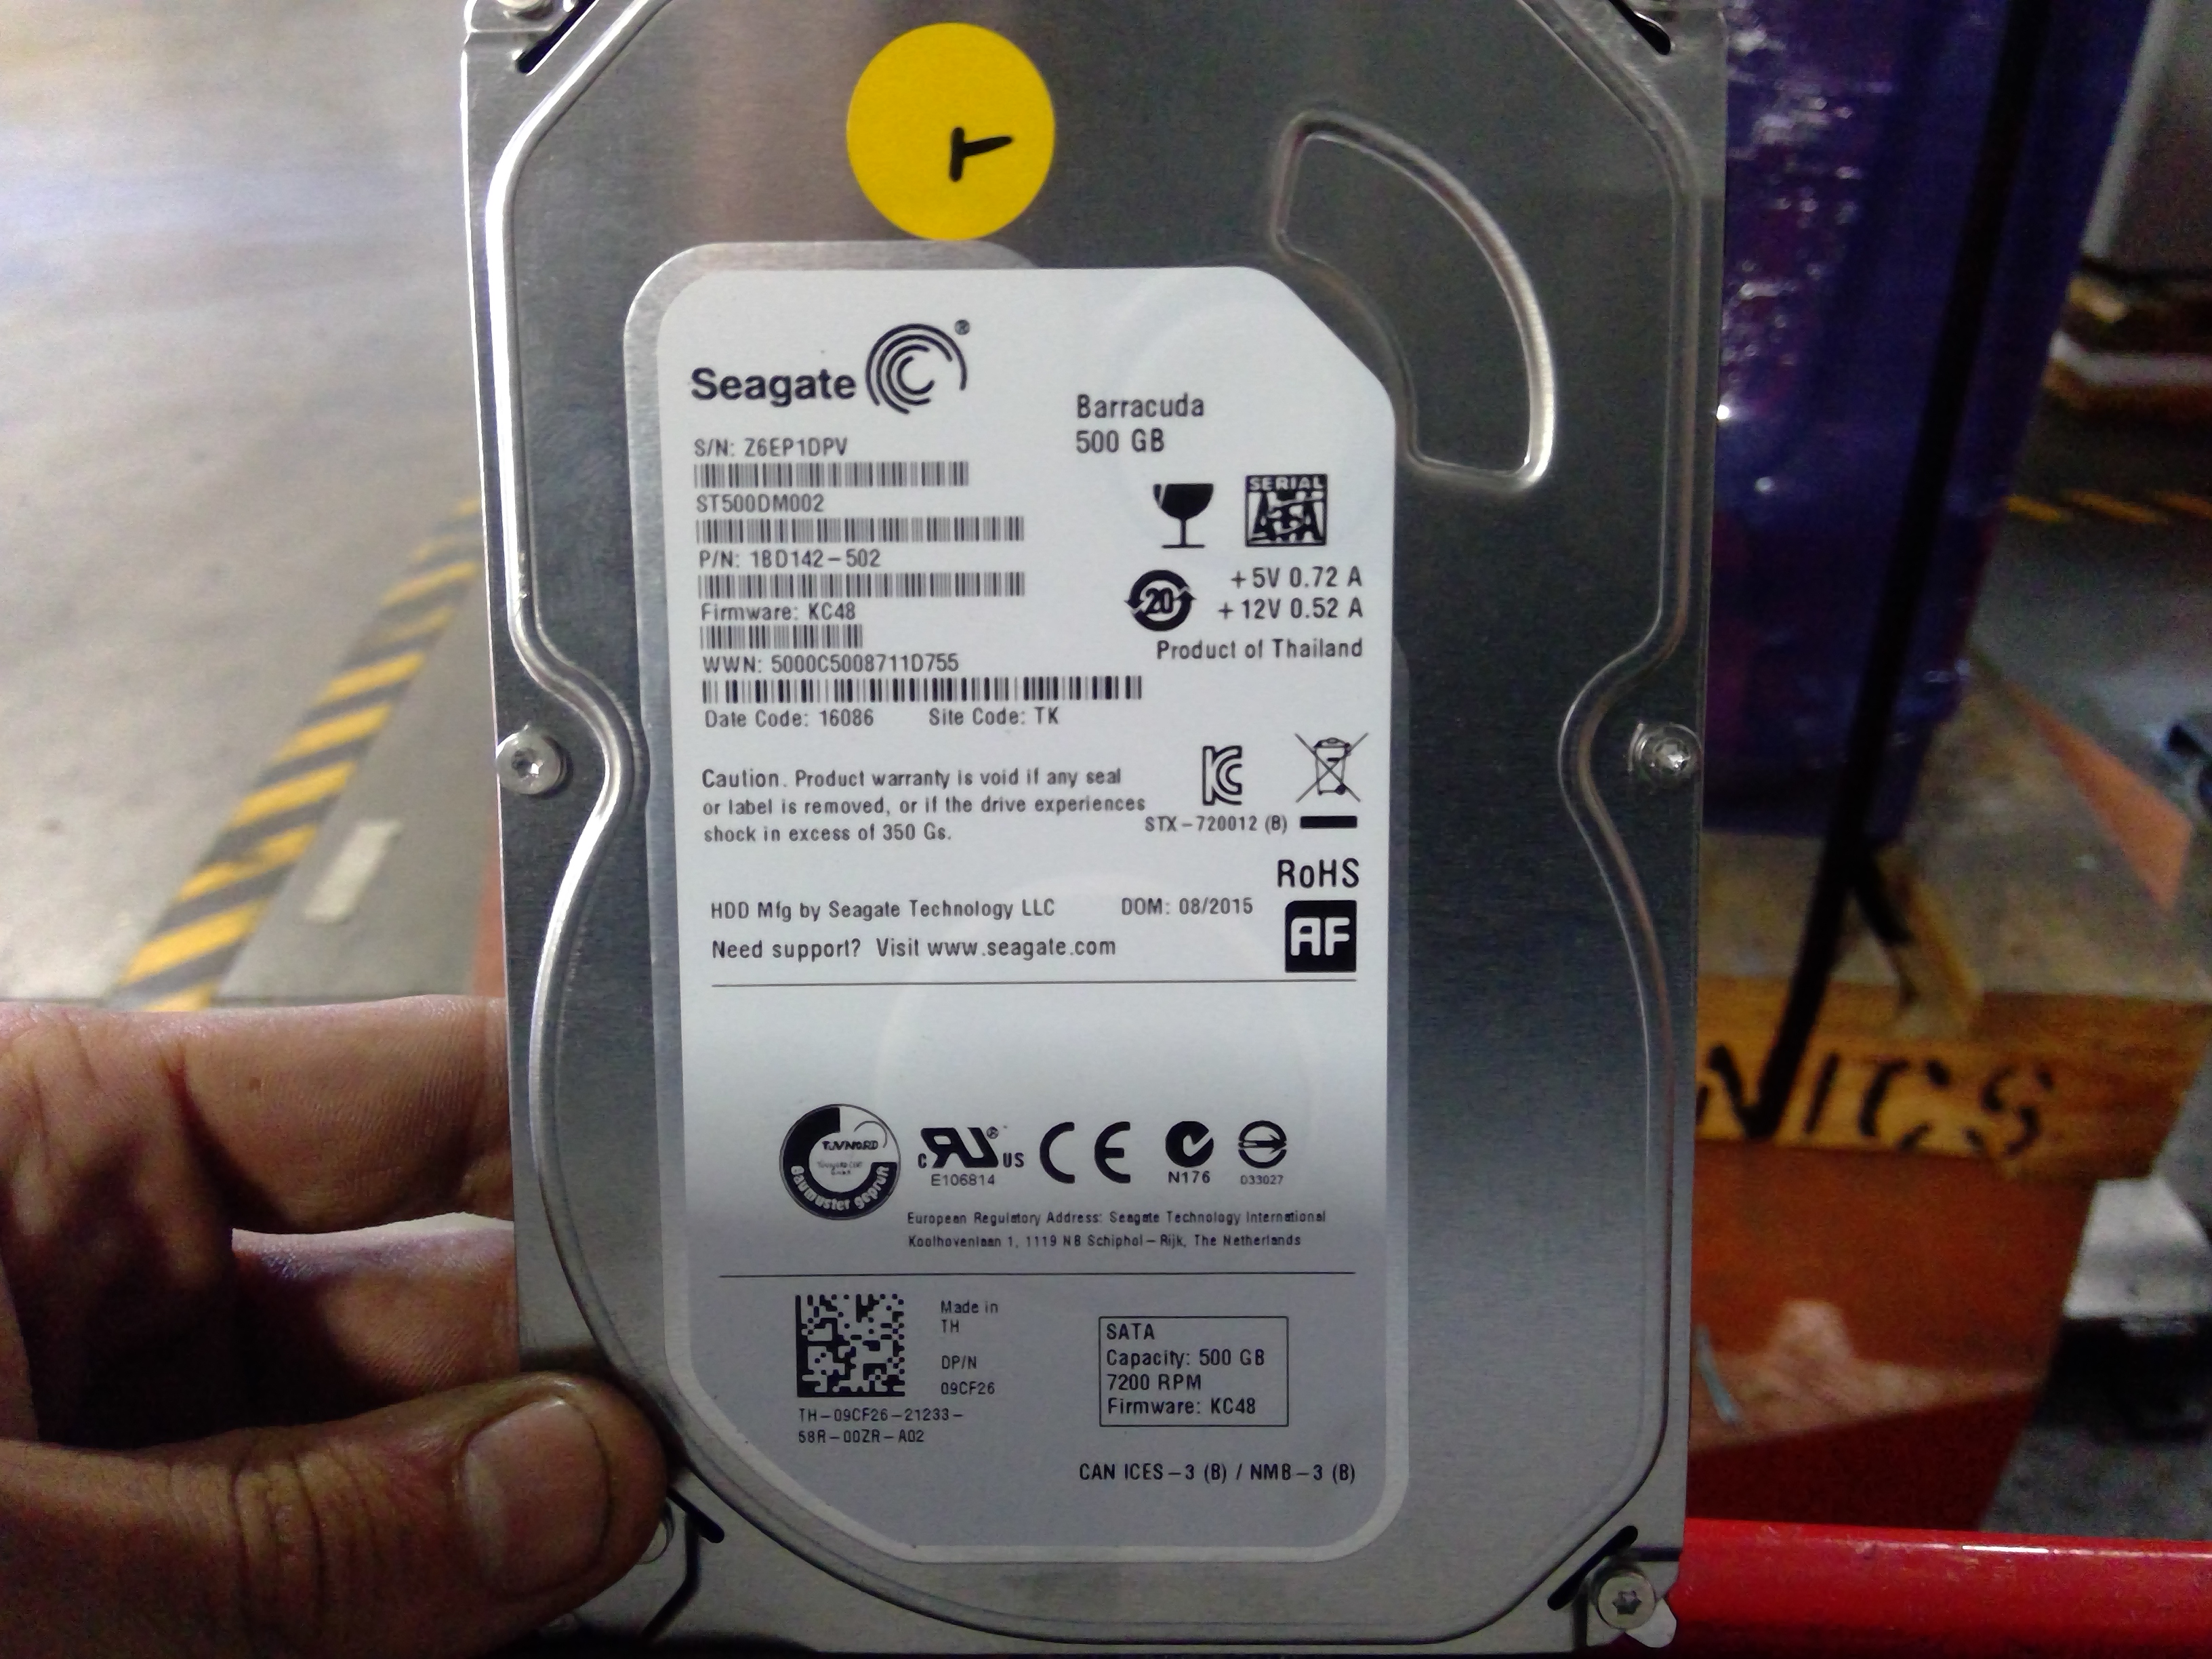 Seagate®
Barracuda
500 GB
S/N: Z6EP1DPV
ST500DM002
SERIAL
ATA
P/N: 1BD142-502
+5V 0.72 A
20
+12V 0.52 A
Firmware: KC48
Product of Thailand
WWN: 5000C5008711D755
Date Code: 16086 Site Code: TK
Caution. Product warranty is void if any seal
or label is removed, or if the drive experiences
shock in excess of 350 Gs.
STX-720012 (B)
RoHS
HDD Mfg by Seagate Technology LLC DOM: 08/2015
AF
Need support? Visit www.seagate.com
TÜV NORD
Baumuster geprüft
c RU ® US
E106814
CE
N176
D33027
European Regulatory Address: Seagate Technology International
Koolhovenlaan 1, 1119 NB Schiphol-Rijk, The Netherlands
Made in
TH
DP/N
09CF26
TH-09CF26-21233-
58R-00ZR-A02
SATA
Capacity: 500 GB
7200 RPM
Firmware: KC48
CAN ICES-3 (B) / NMB-3 (B)
NICS